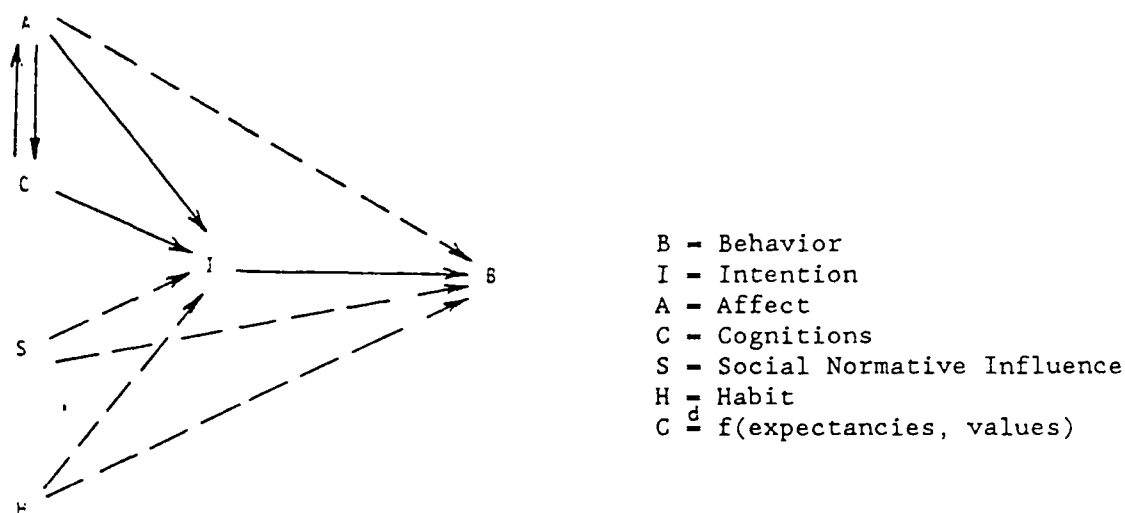 A
C
I
B
S
H
B = Behavior
I = Intention
A = Affect
C = Cognitions
S = Social Normative Influence
H = Habit
C d= f(expectancies, values)